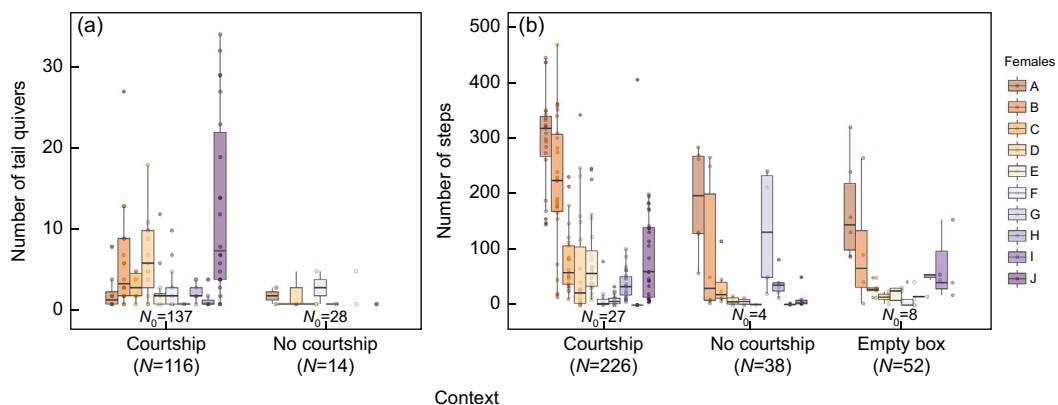 (a)
Number of tail quivers
30
20
10
0
N₀=137
N₀=28
Courtship
(N=116)
No courtship
(N=14)
(b)
Number of steps
500
400
300
200
100
0
N₀=27
N₀=4
N₀=8
Courtship
(N=226)
No courtship
(N=38)
Empty box
(N=52)
Context
Females
A
B
C
D
E
F
G
H
I
J